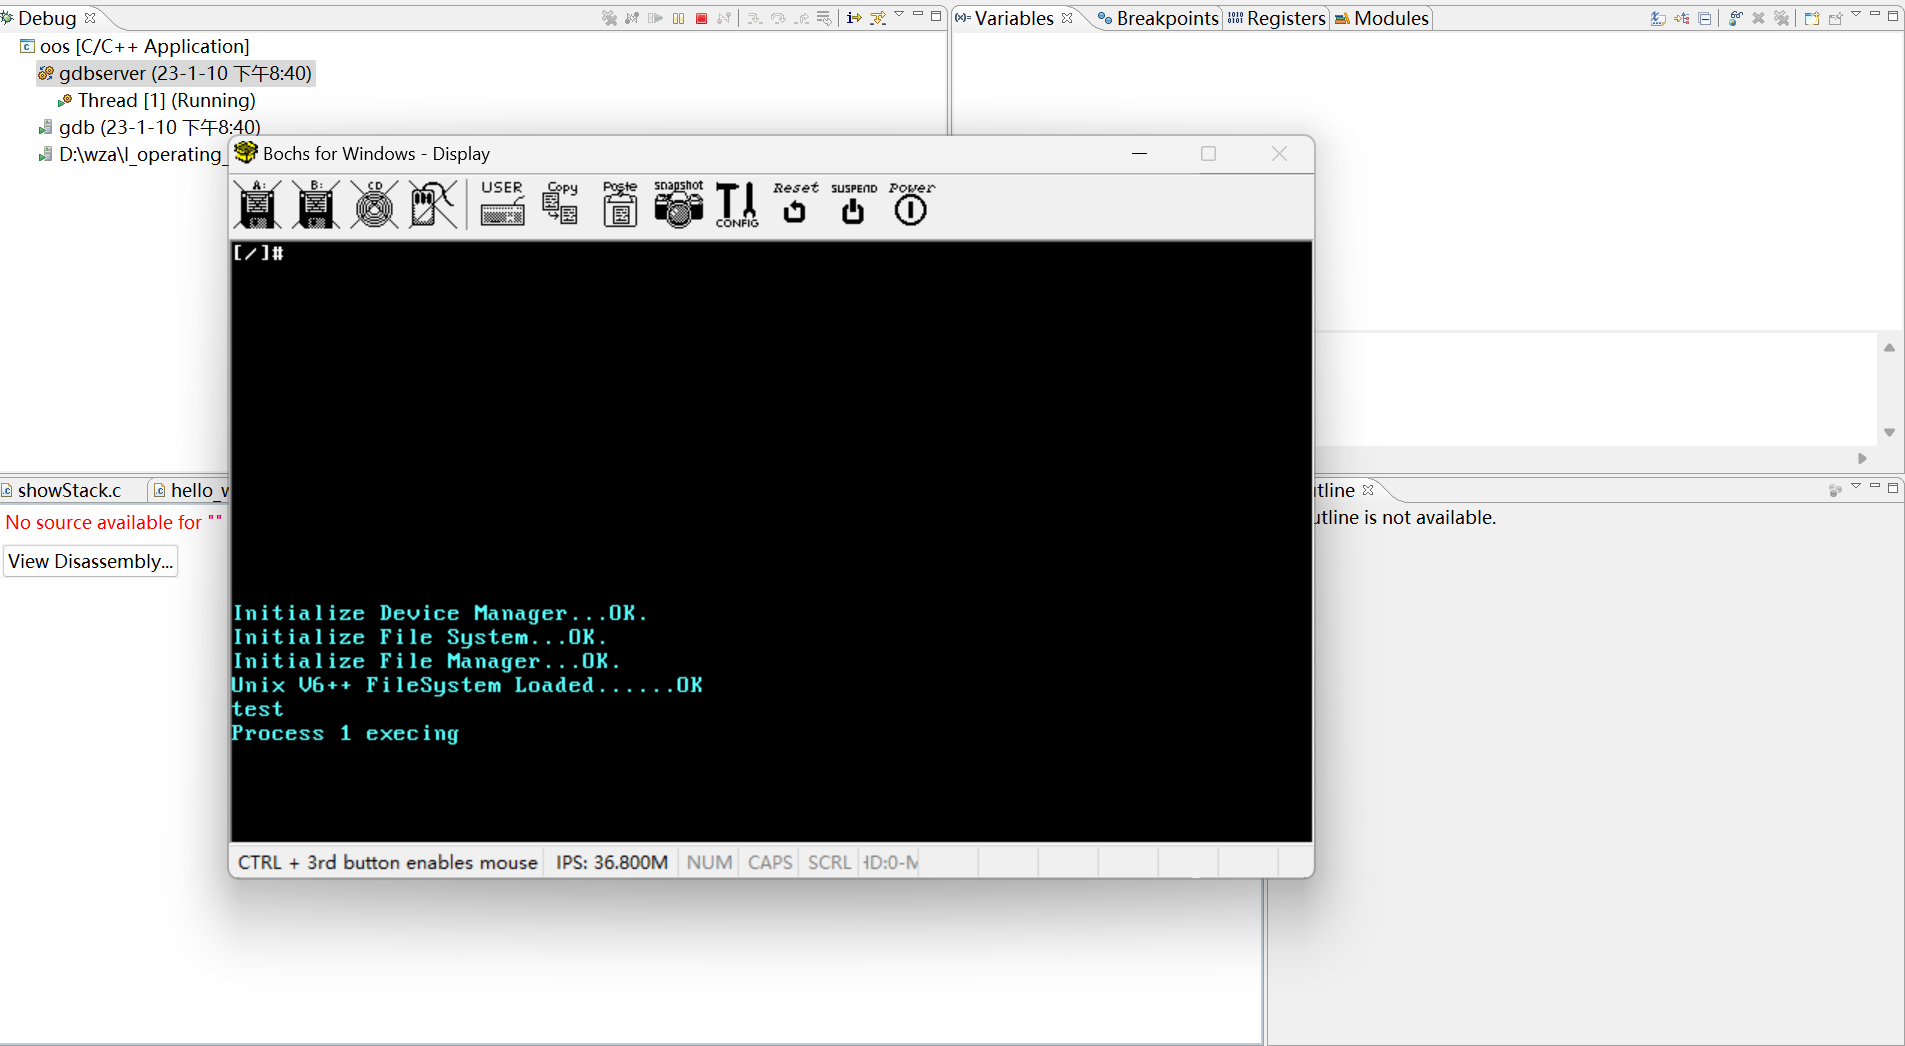 Debug
oos [C/C++ Application]
gdbserver (23-1-10 下午8:40)
Thread [1] (Running)
gdb (23-1-10 下午8:40)
D:\wza\l_operating_
Variables
Breakpoints
Registers
Modules
Bochs for Windows - Display
A:
B:
CD
USER
Copy
Paste
snapshot
CONFIG
Reset
SUSPEND
Power
[/]#
Initialize Device Manager...OK.
Initialize File System...OK.
Initialize File Manager...OK.
Unix V6++ FileSystem Loaded......OK
test
Process 1 execing
CTRL + 3rd button enables mouse
IPS: 36.800M
NUM
CAPS
SCRL
HD:0-M
showStack.c
hello_w
No source available for ""
View Disassembly...
utline
utline is not available.